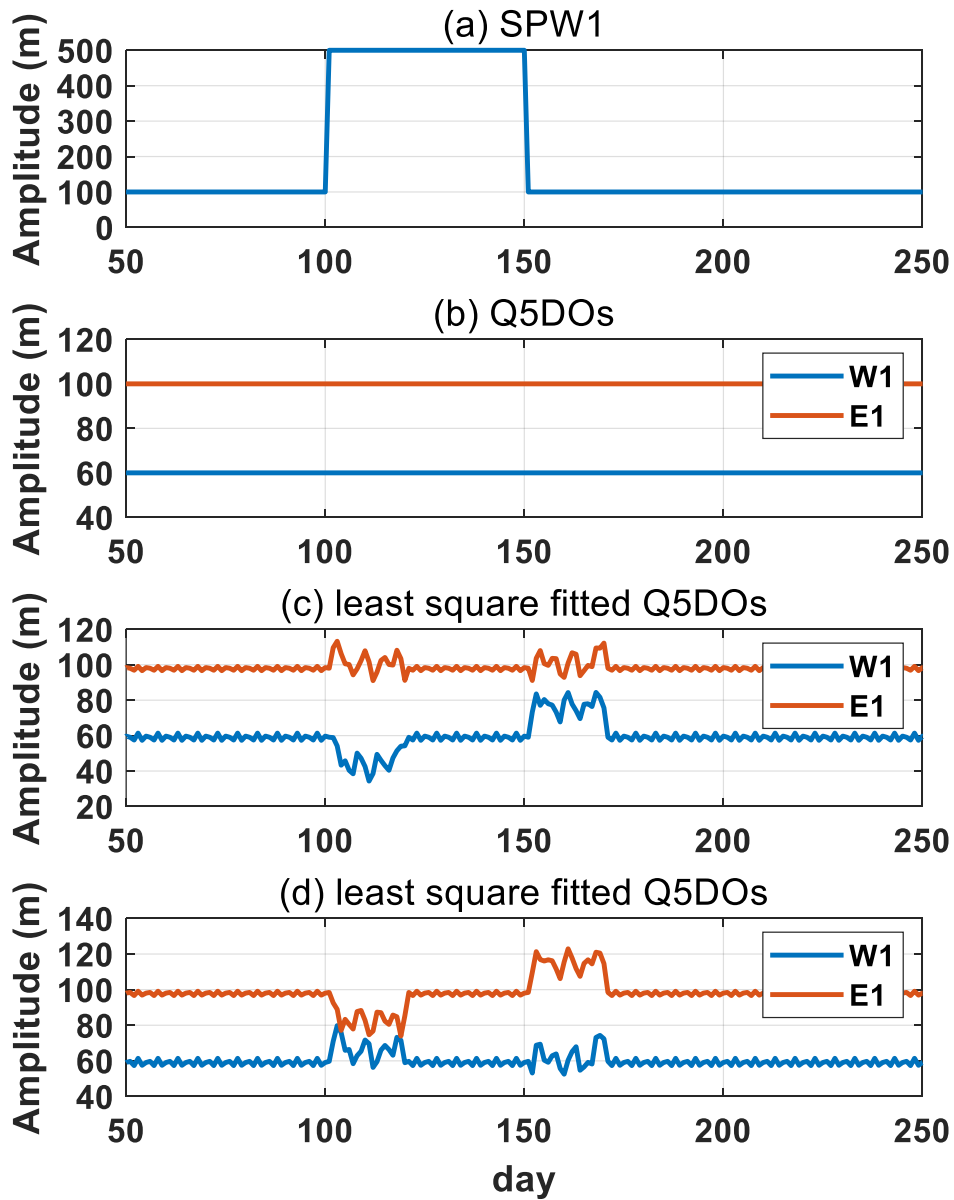 (a) SPW1
Amplitude (m)
500
400
300
200
100
0
50 100 150 200 250
(b) Q5DOs
Amplitude (m)
120
100
80
60
40
W1
E1
50 100 150 200 250
(c) least square fitted Q5DOs
Amplitude (m)
120
100
80
60
40
20
W1
E1
50 100 150 200 250
(d) least square fitted Q5DOs
Amplitude (m)
140
120
100
80
60
40
W1
E1
50 100 150 200 250
day